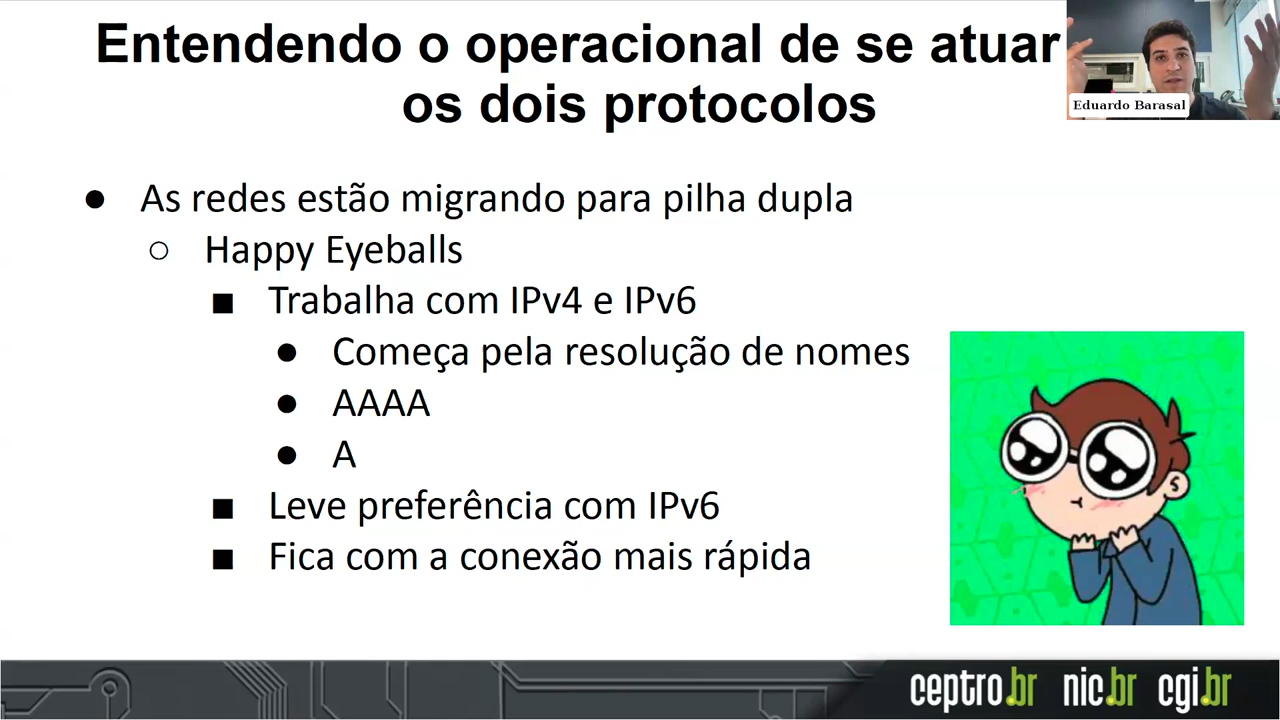 Entendendo o operacional de se atuar
os dois protocolos
Eduardo Barasal
● As redes estão migrando para pilha dupla
○ Happy Eyeballs
■ Trabalha com IPv4 e IPv6
● Começa pela resolução de nomes
● AAAA
● A
■ Leve preferência com IPv6
■ Fica com a conexão mais rápida
ceptro.br nic.br cgi.br